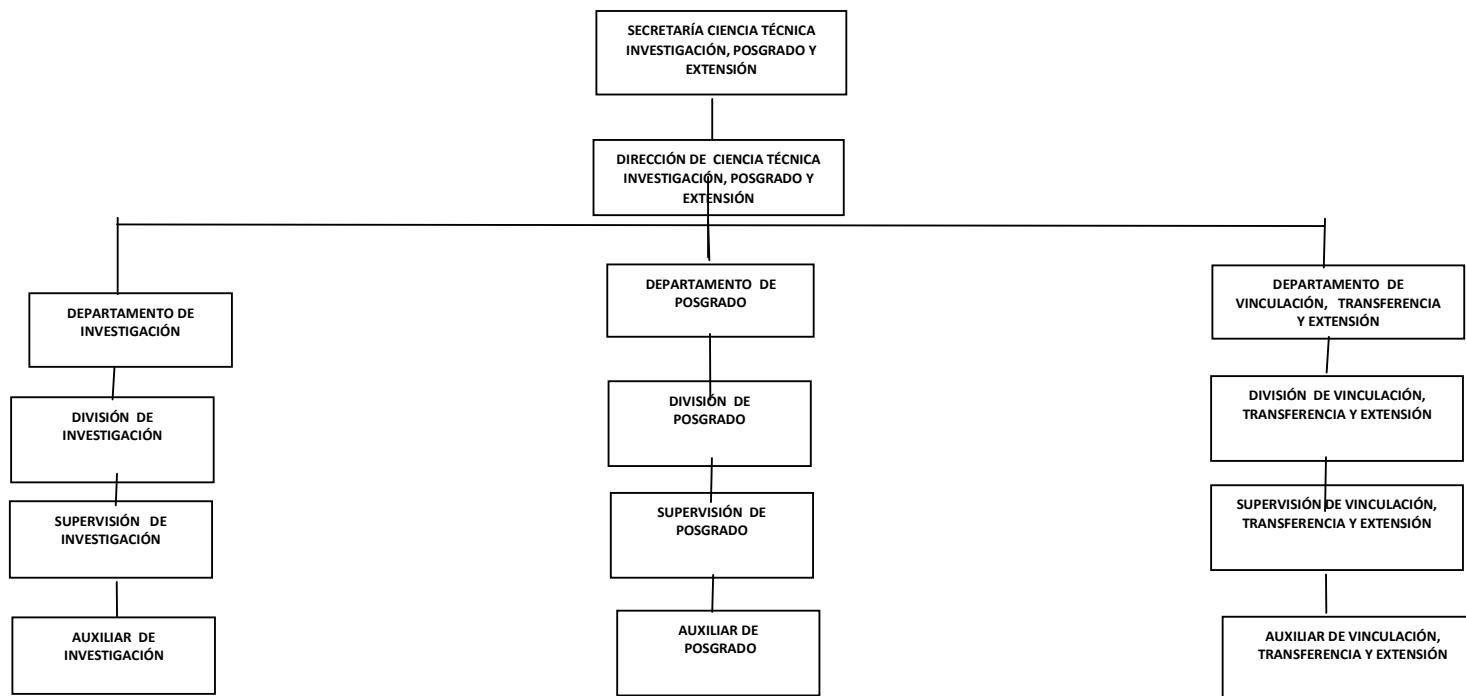 SECRETARÍA CIENCIA TÉCNICA
INVESTIGACIÓN, POSGRADO Y
EXTENSIÓN
DIRECCIÓN DE CIENCIA TÉCNICA
INVESTIGACIÓN, POSGRADO Y
EXTENSIÓN
DEPARTAMENTO DE
INVESTIGACIÓN
DEPARTAMENTO DE
POSGRADO
DEPARTAMENTO DE
VINCULACIÓN, TRANSFERENCIA
Y EXTENSIÓN
DIVISIÓN DE
INVESTIGACIÓN
DIVISIÓN DE
POSGRADO
DIVISIÓN DE VINCULACIÓN,
TRANSFERENCIA Y EXTENSIÓN
SUPERVISIÓN DE
INVESTIGACIÓN
SUPERVISIÓN DE
POSGRADO
SUPERVISIÓN DE VINCULACIÓN,
TRANSFERENCIA Y EXTENSIÓN
AUXILIAR DE
INVESTIGACIÓN
AUXILIAR DE
POSGRADO
AUXILIAR DE VINCULACIÓN,
TRANSFERENCIA Y EXTENSIÓN